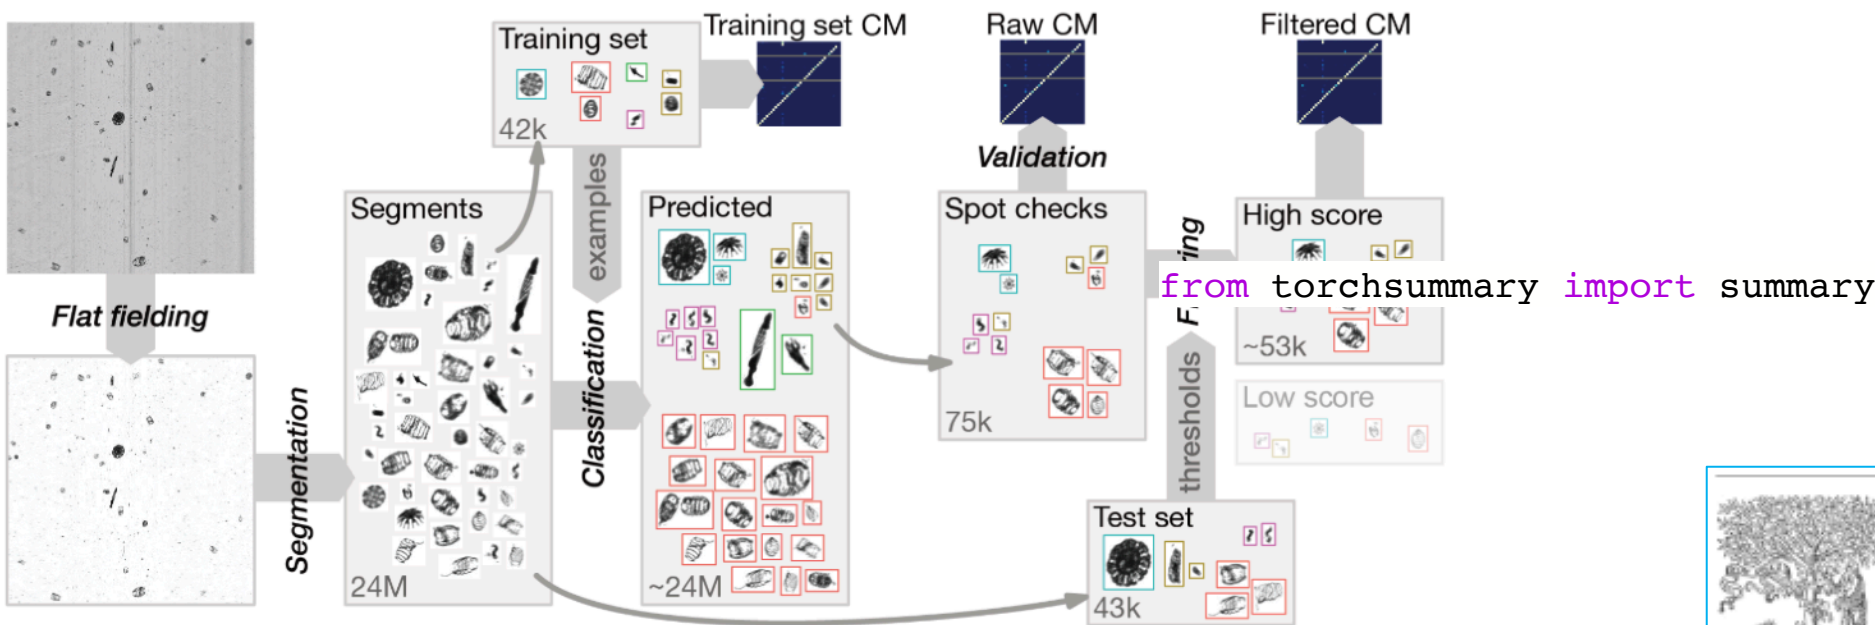 Training set
Training set CM
Raw CM
Filtered CM
42k
Validation
examples
Segments
Predicted
Spot checks
High score
from torchsummary import summary
Flat fielding
~53k
Classification
thresholds
Low score
75k
Segmentation
Test set
24M
~24M
43k